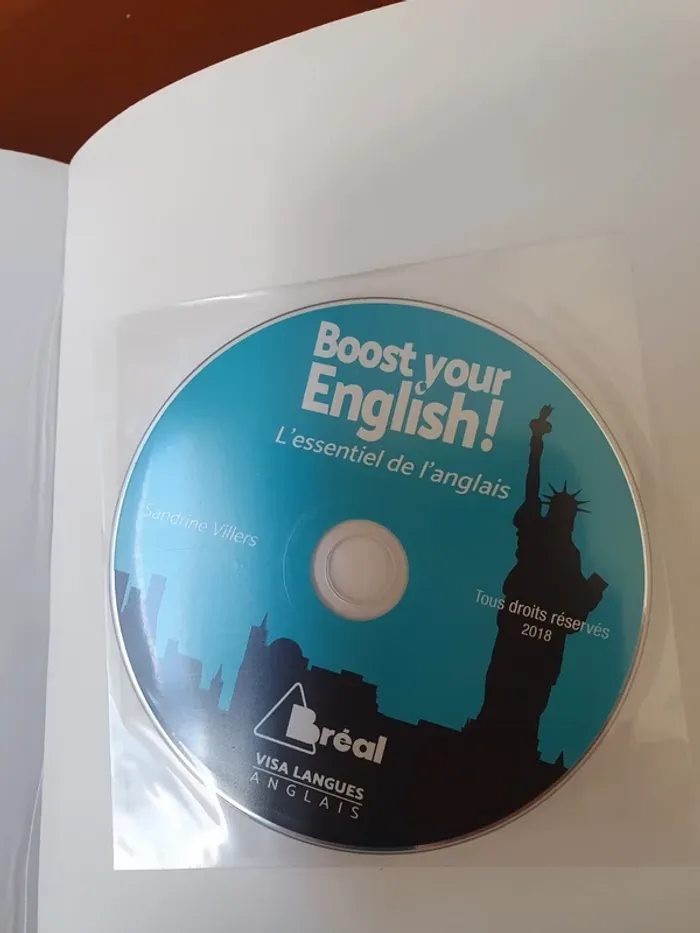 Boost your
English!
L'essentiel de l'anglais
Sandrine Villers
Tous droits réservés
2018
Bréal
VISA LANGUES
ANGLAIS